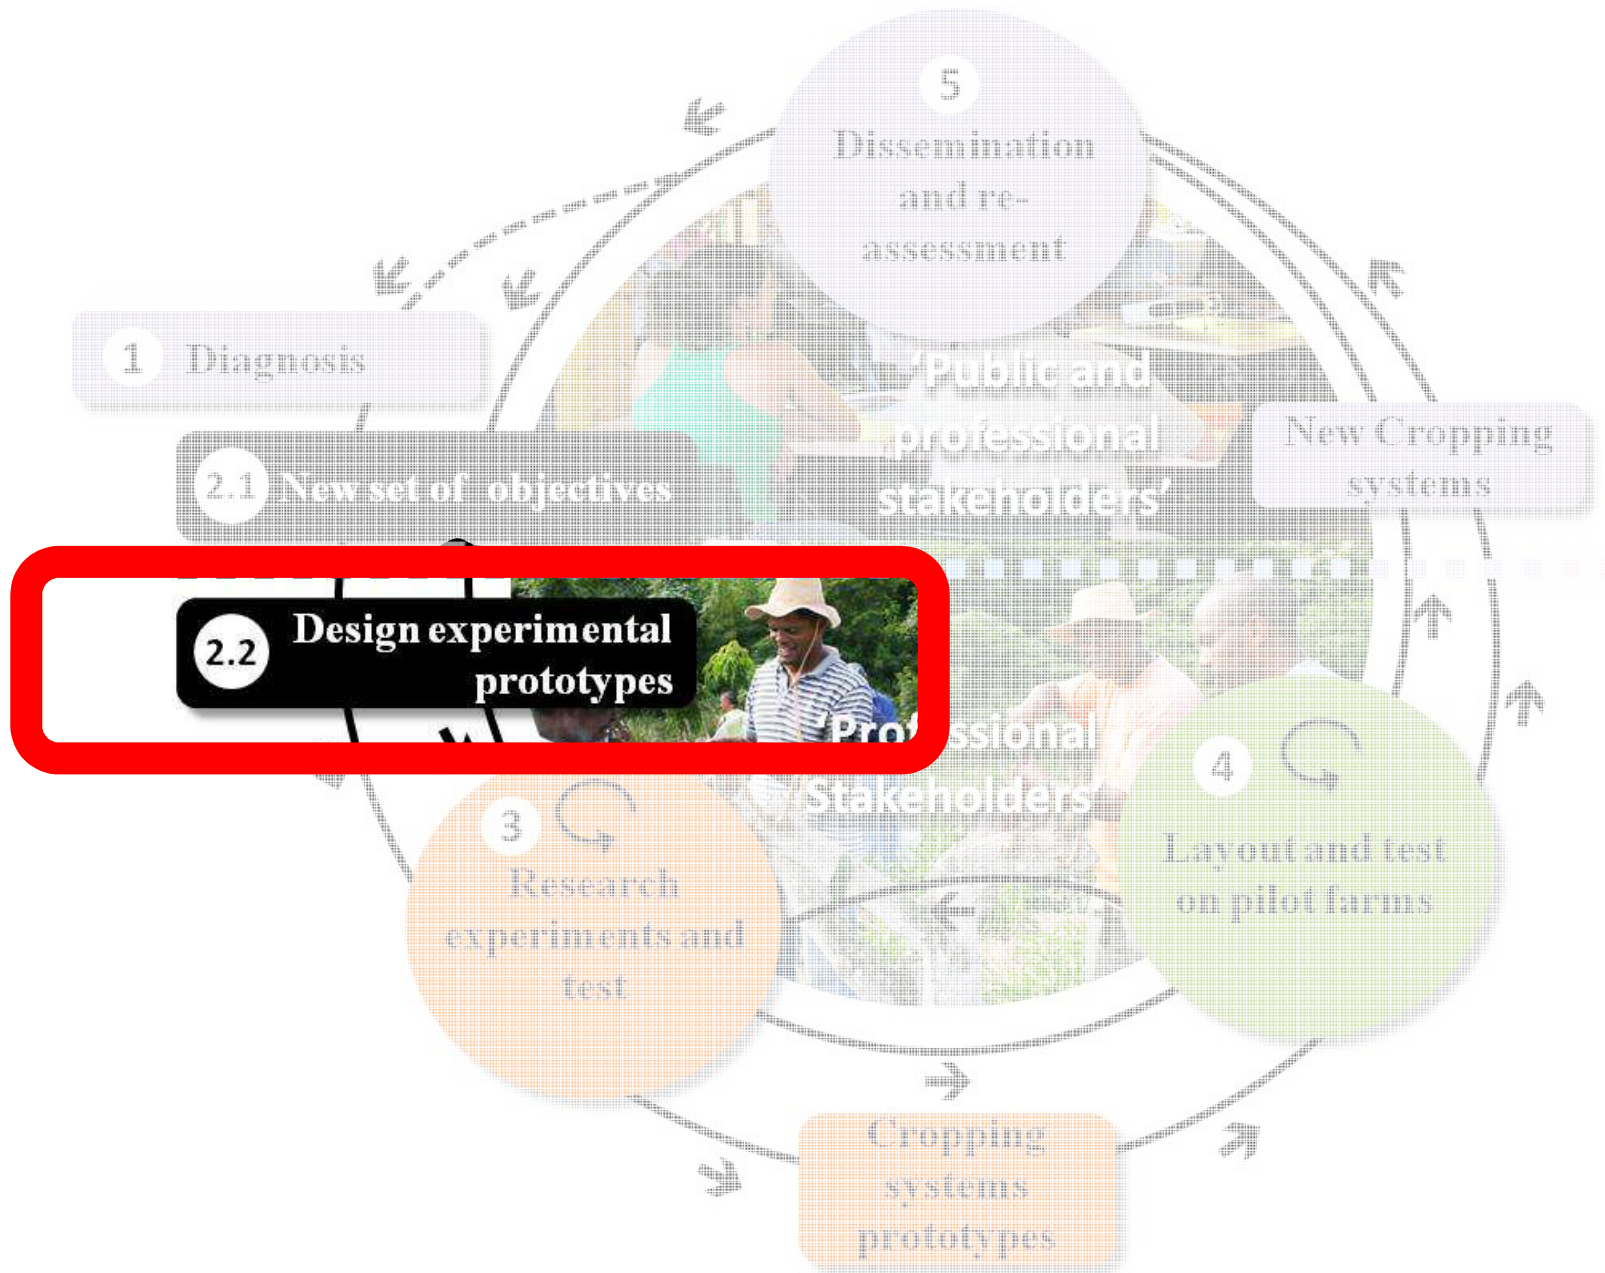 5
Dissemination
and re-
assessment
1 Diagnosis
'Public and
professional
stakeholders'
New Cropping
systems
2.1 New set of objectives
2.2 Design experimental
prototypes
'Professional
Stakeholders'
3
Research
experiments and
test
4
Layout and test
on pilot farms
Cropping
systems
prototypes